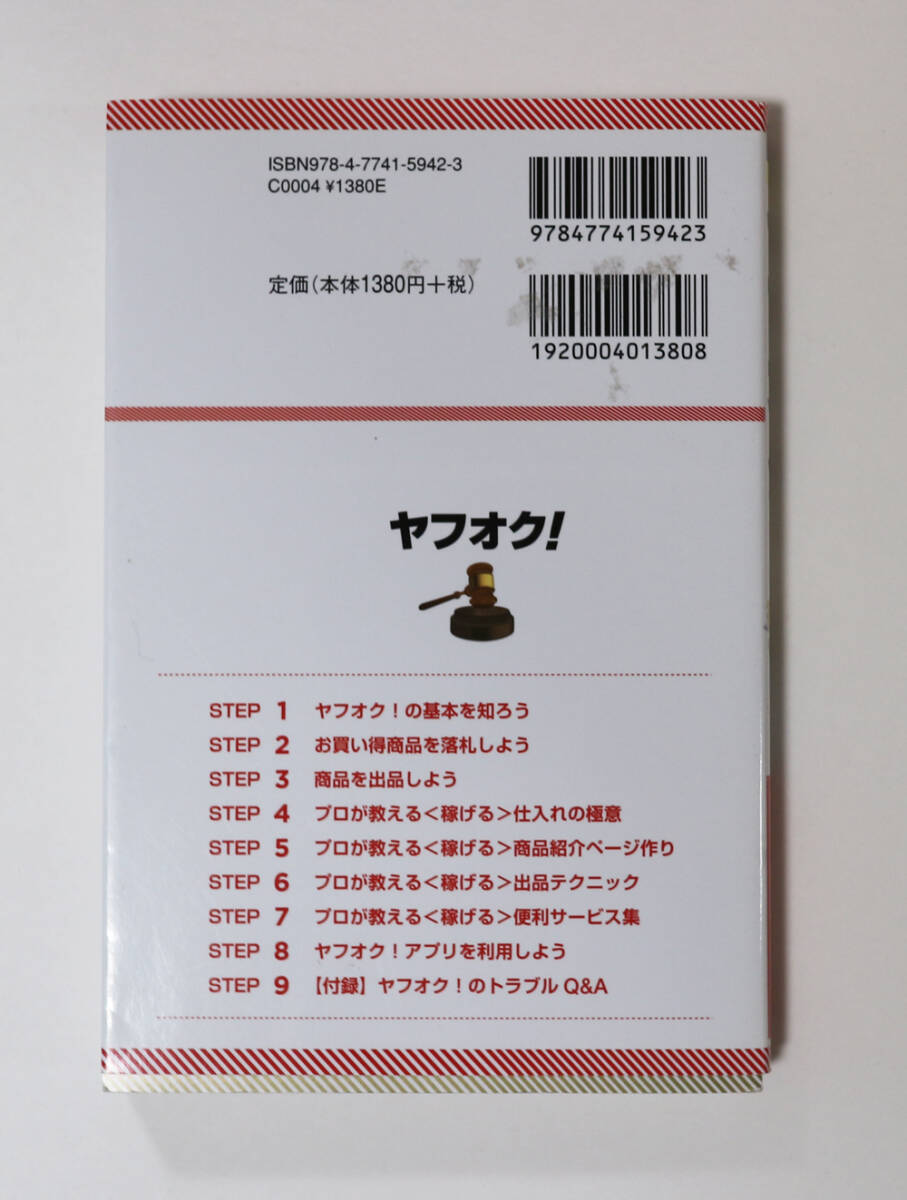 ISBN978-4-7741-5942-3
C0004 ¥1380E
9784774159423
定価(本体1380円+税)
1920004013808
ヤフオク!
STEP 1 ヤフオク!の基本を知ろう
STEP 2 お買い得商品を落札しよう
STEP 3 商品を出品しよう
STEP 4 プロが教える<稼げる>仕入れの極意
STEP 5 プロが教える<稼げる>商品紹介ページ作り
STEP 6 プロが教える<稼げる>出品テクニック
STEP 7 プロが教える<稼げる>便利サービス集
STEP 8 ヤフオク!アプリを利用しよう
STEP 9 【付録】ヤフオク!のトラブルQ&A